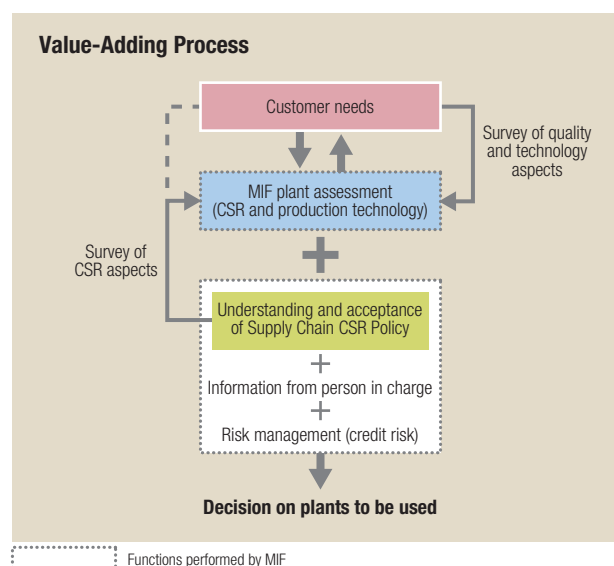 Value-Adding Process
Customer needs
Survey of quality
and technology
aspects
MIF plant assessment
(CSR and production technology)
+
Survey of
CSR aspects
Understanding and acceptance
of Supply Chain CSR Policy
+
Information from person in charge
+
Risk management (credit risk)
Decision on plants to be used
Functions performed by MIF